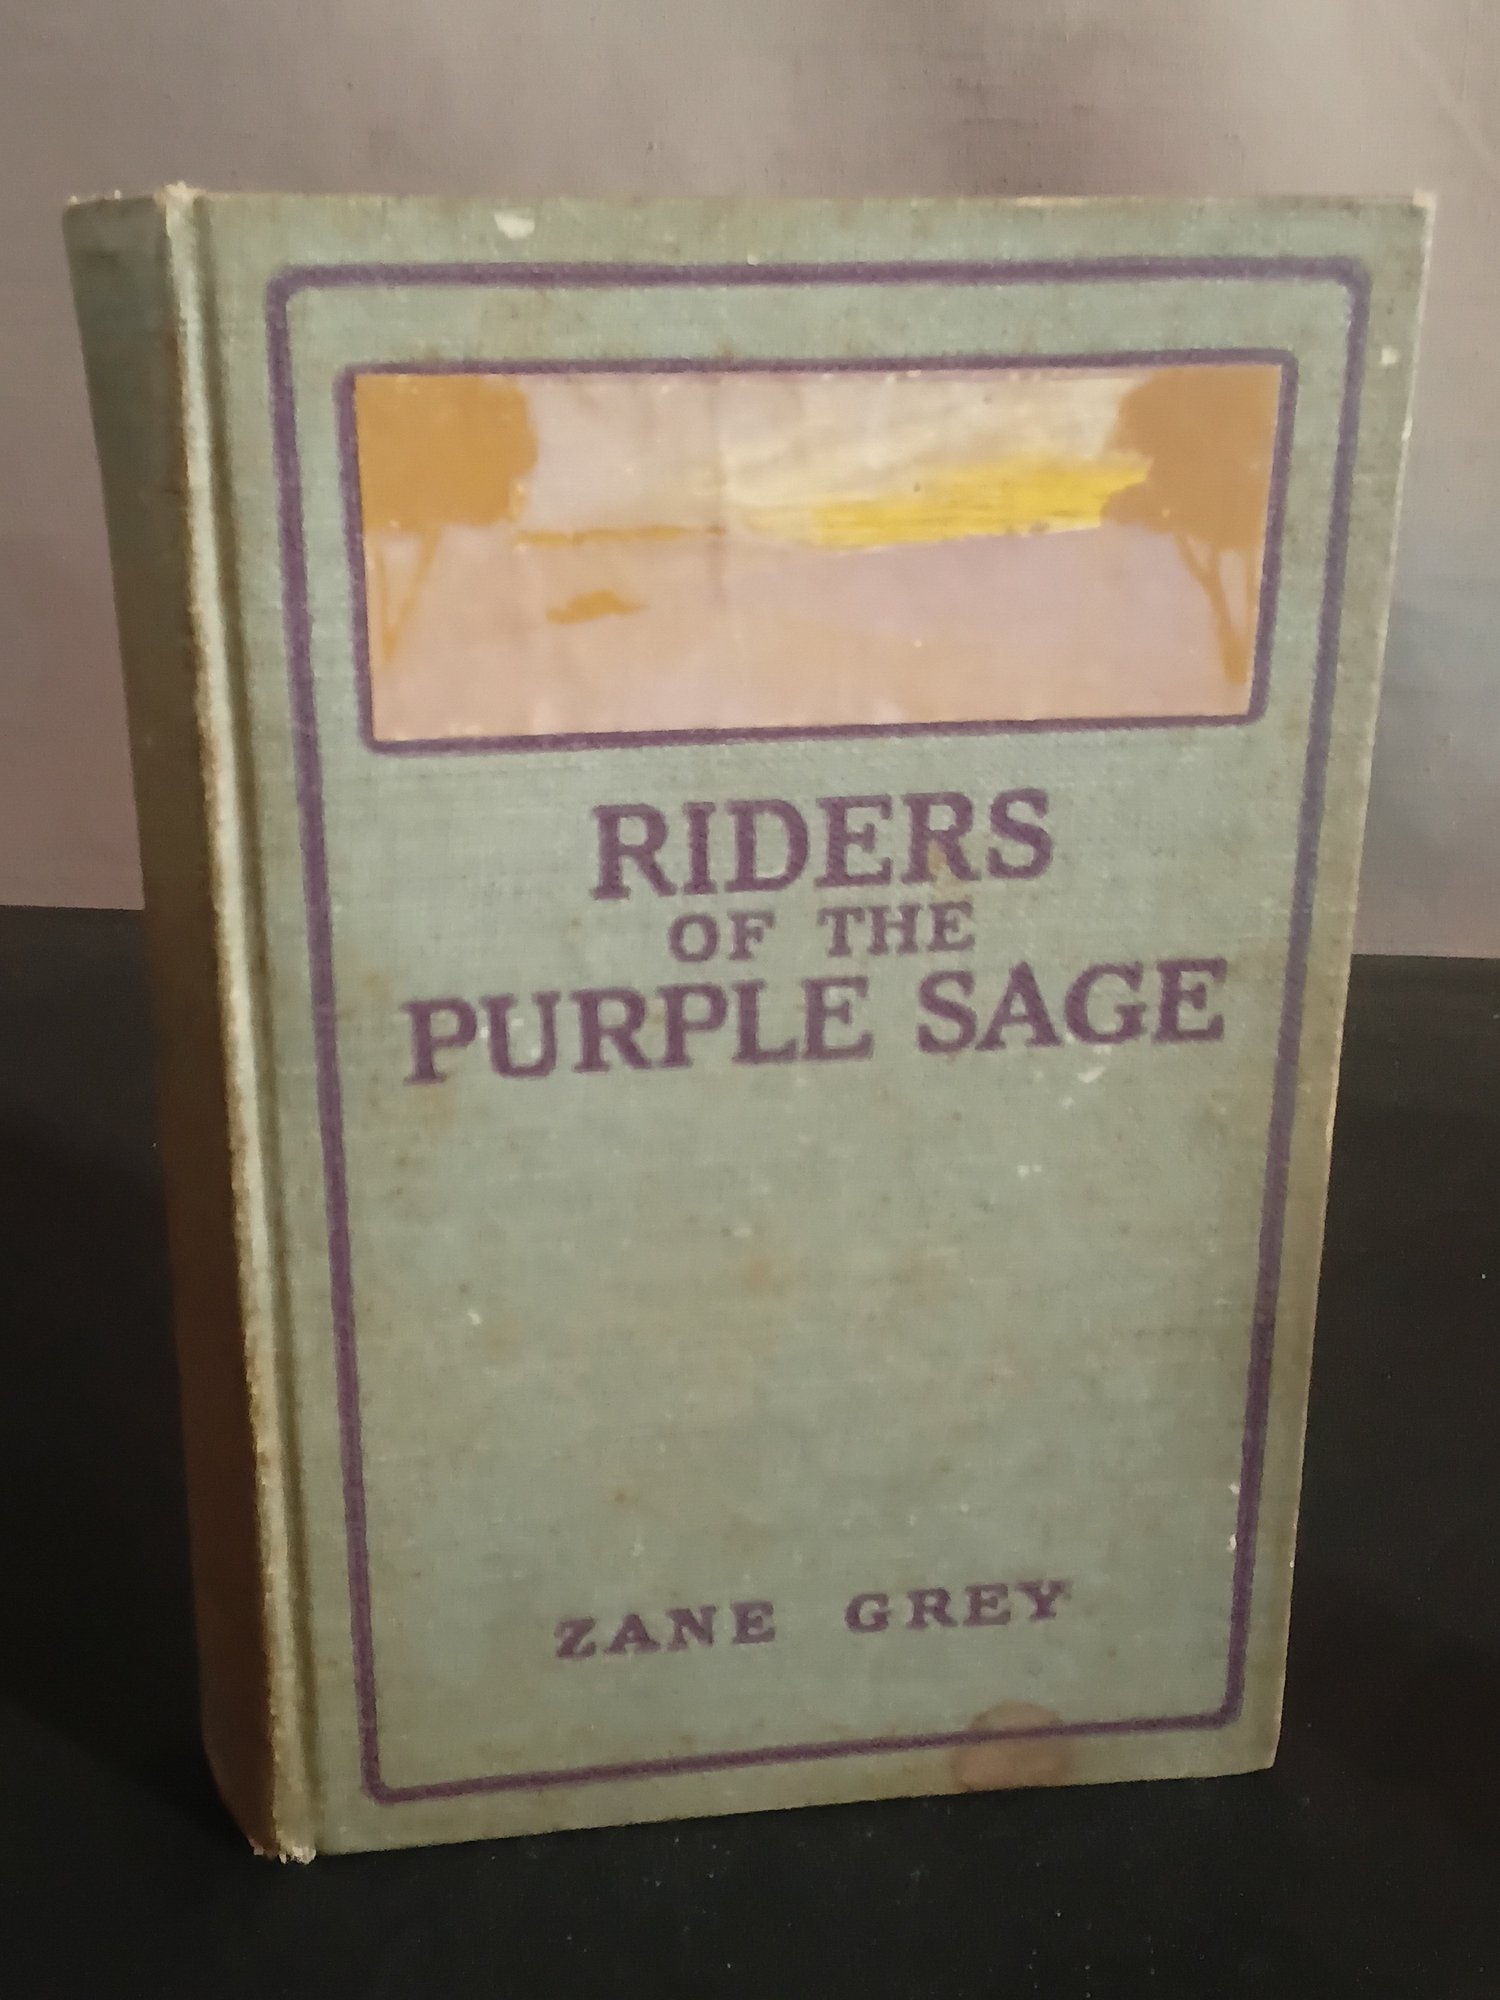 RIDERS
OF THE
PURPLE SAGE
ZANE GREY